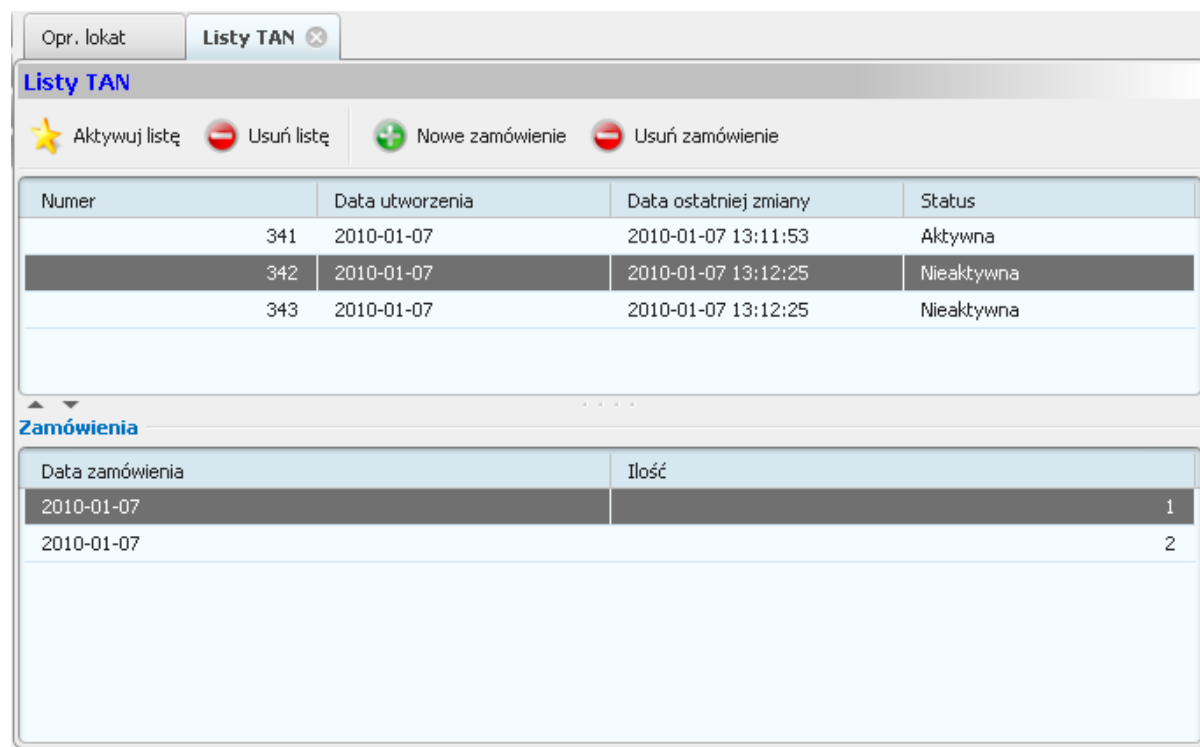 Opr. lokat Listy TAN
Listy TAN
Aktywuj listę Usuń listę Nowe zamówienie Usuń zamówienie
Numer Data utworzenia Data ostatniej zmiany Status
341 2010-01-07 2010-01-07 13:11:53 Aktywna
342 2010-01-07 2010-01-07 13:12:25 Nieaktywna
343 2010-01-07 2010-01-07 13:12:25 Nieaktywna
Zamówienia
Data zamówienia Ilość
2010-01-07 1
2010-01-07 2